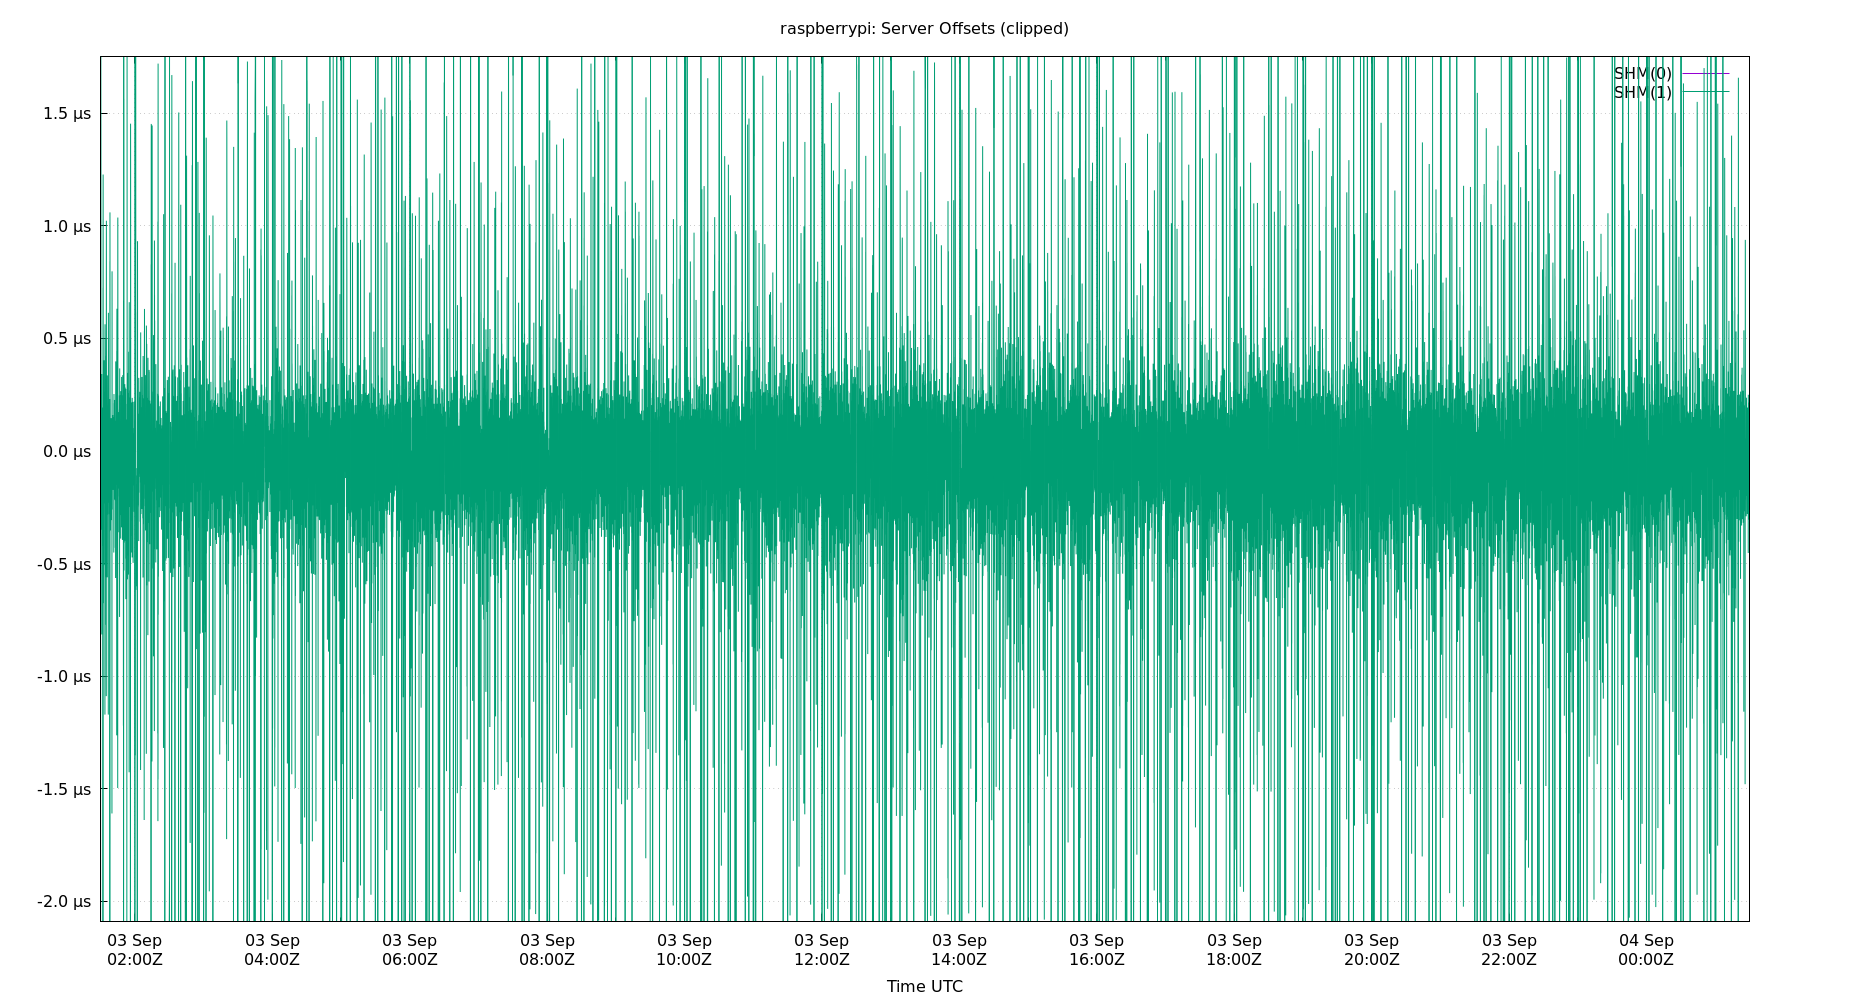 raspberrypi: Server Offsets (clipped)
SHM(0)
SHM(1)
1.5 µs
1.0 µs
0.5 µs
0.0 µs
-0.5 µs
-1.0 µs
-1.5 µs
-2.0 µs
03 Sep 03 Sep 03 Sep 03 Sep 03 Sep 03 Sep 03 Sep 03 Sep 03 Sep 03 Sep 03 Sep 04 Sep
02:00Z 04:00Z 06:00Z 08:00Z 10:00Z 12:00Z 14:00Z 16:00Z 18:00Z 20:00Z 22:00Z 00:00Z
Time UTC